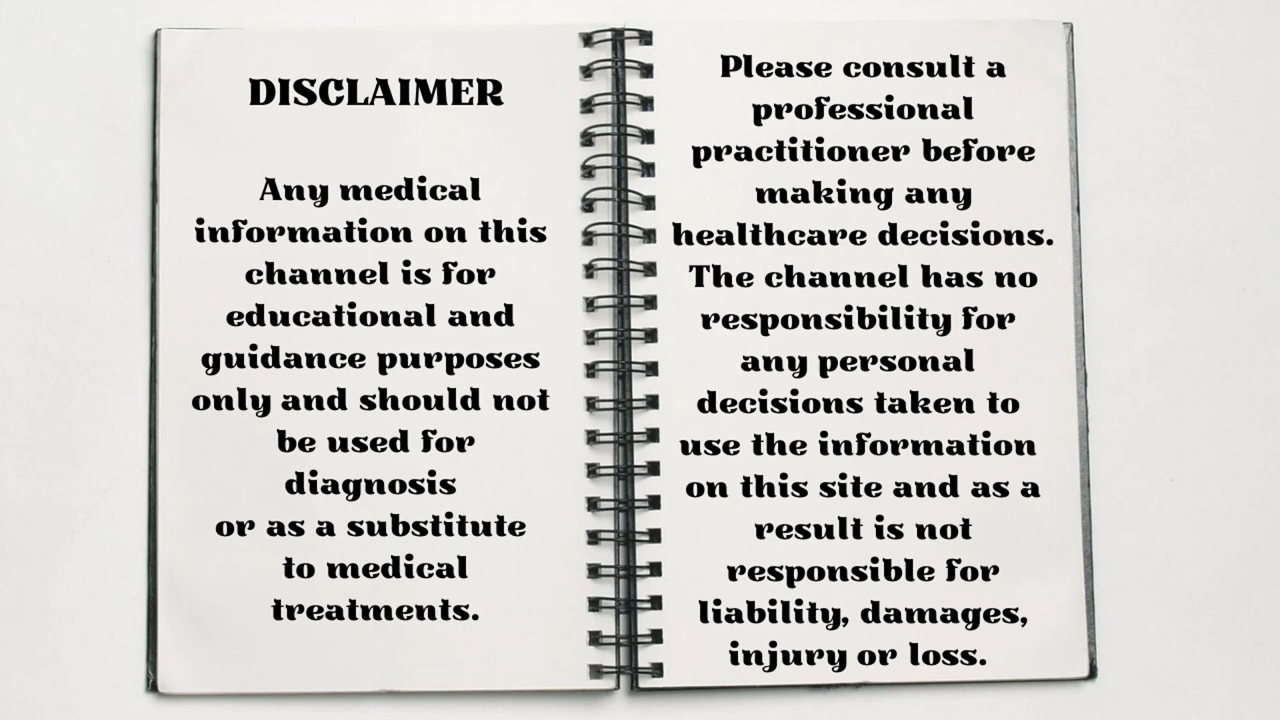 DISCLAIMER
Any medical
information on this
channel is for
educational and
guidance purposes
only and should not
be used for
diagnosis
or as a substitute
to medical
treatments.
Please consult a
professional
practitioner before
making any
healthcare decisions.
The channel has no
responsibility for
any personal
decisions taken to
use the information
on this site and as a
result is not
responsible for
liability, damages,
injury or loss.